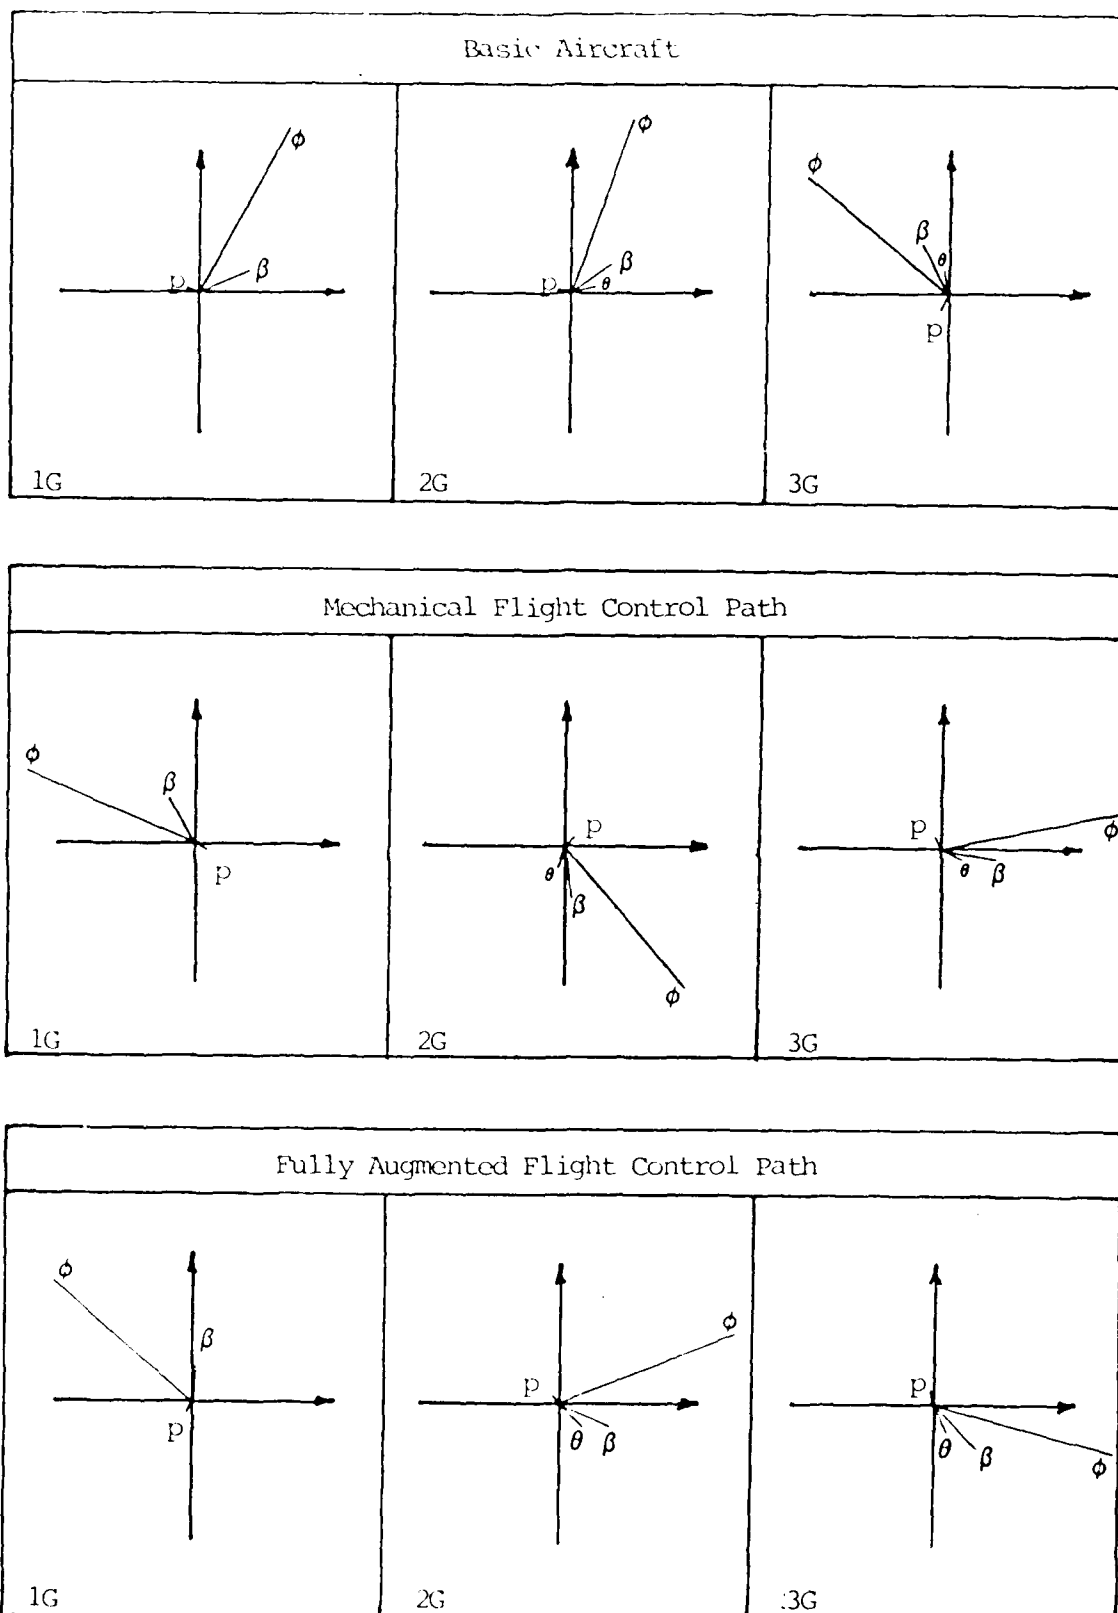 Basic Aircraft
ϕ
β
p
1G
ϕ
β
θ
p
2G
ϕ
β
θ
p
3G
Mechanical Flight Control Path
ϕ
β
p
1G
p
θ
β
ϕ
2G
p
ϕ
θ
β
3G
Fully Augmented Flight Control Path
ϕ
β
p
1G
ϕ
p
θ
β
2G
p
θ
β
ϕ
3G